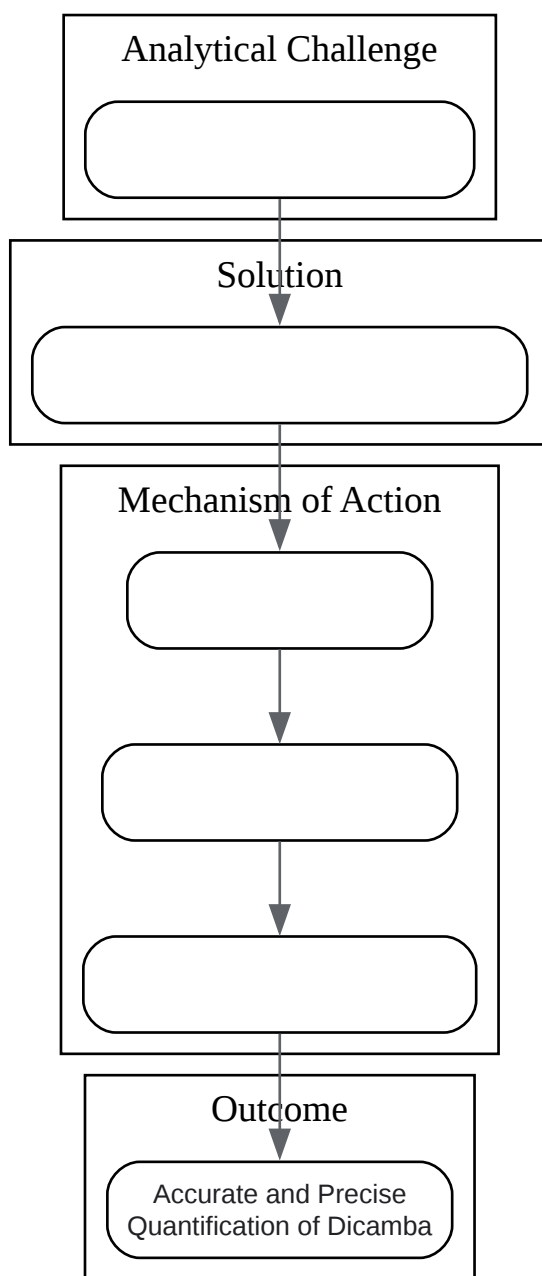 Analytical Challenge
Solution
Mechanism of Action
Outcome
Accurate and Precise
Quantification of Dicamba